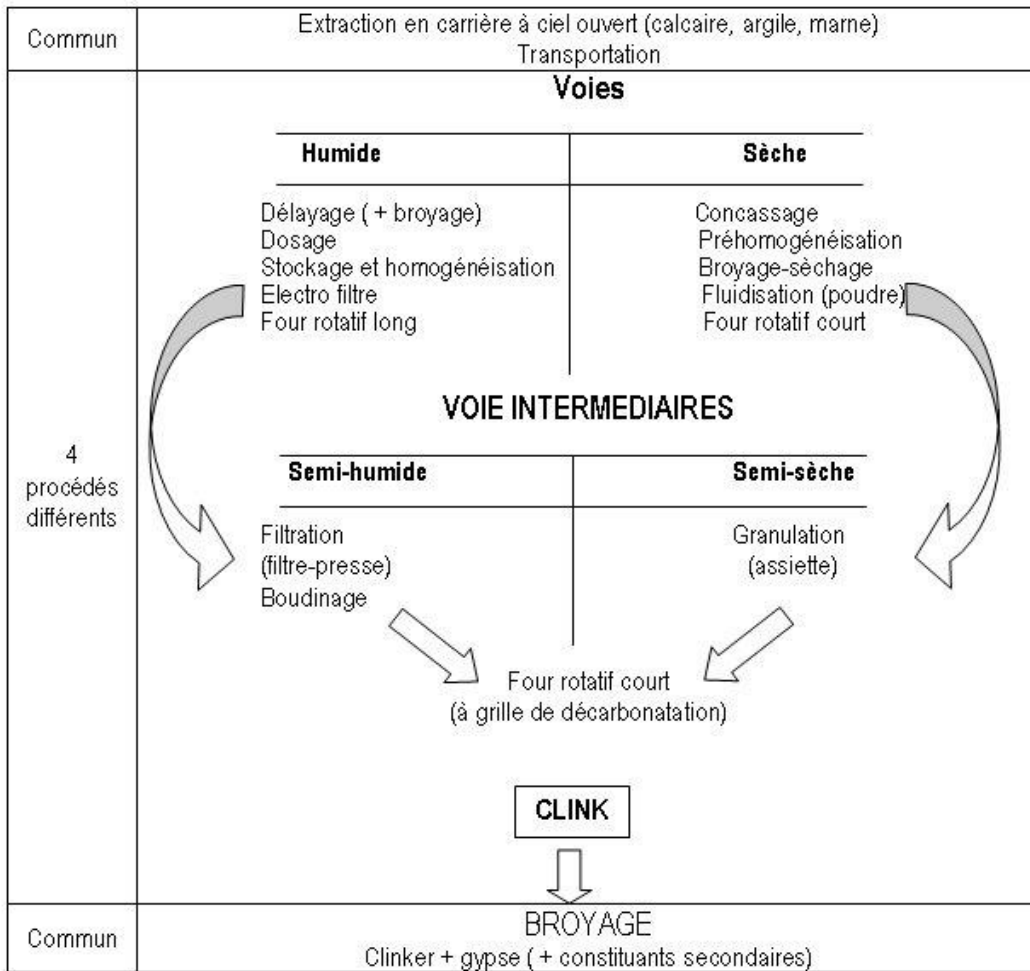 Commun
Extraction en carrière à ciel ouvert (calcaire, argile, marne)
Transportation
4
procédés
différents
Voies
Humide
Sèche
Délayage ( + broyage)
Dosage
Stockage et homogénéisation
Electro filtre
Four rotatif long
Concassage
Préhomogénéisation
Broyage-sèchage
Fluidisation (poudre)
Four rotatif court
VOIE INTERMEDIAIRES
Semi-humide
Semi-sèche
Filtration
(filtre-presse)
Boudinage
Granulation
(assiette)
Four rotatif court
(à grille de décarbonatation)
CLINK
Commun
BROYAGE
Clinker + gypse ( + constituants secondaires)